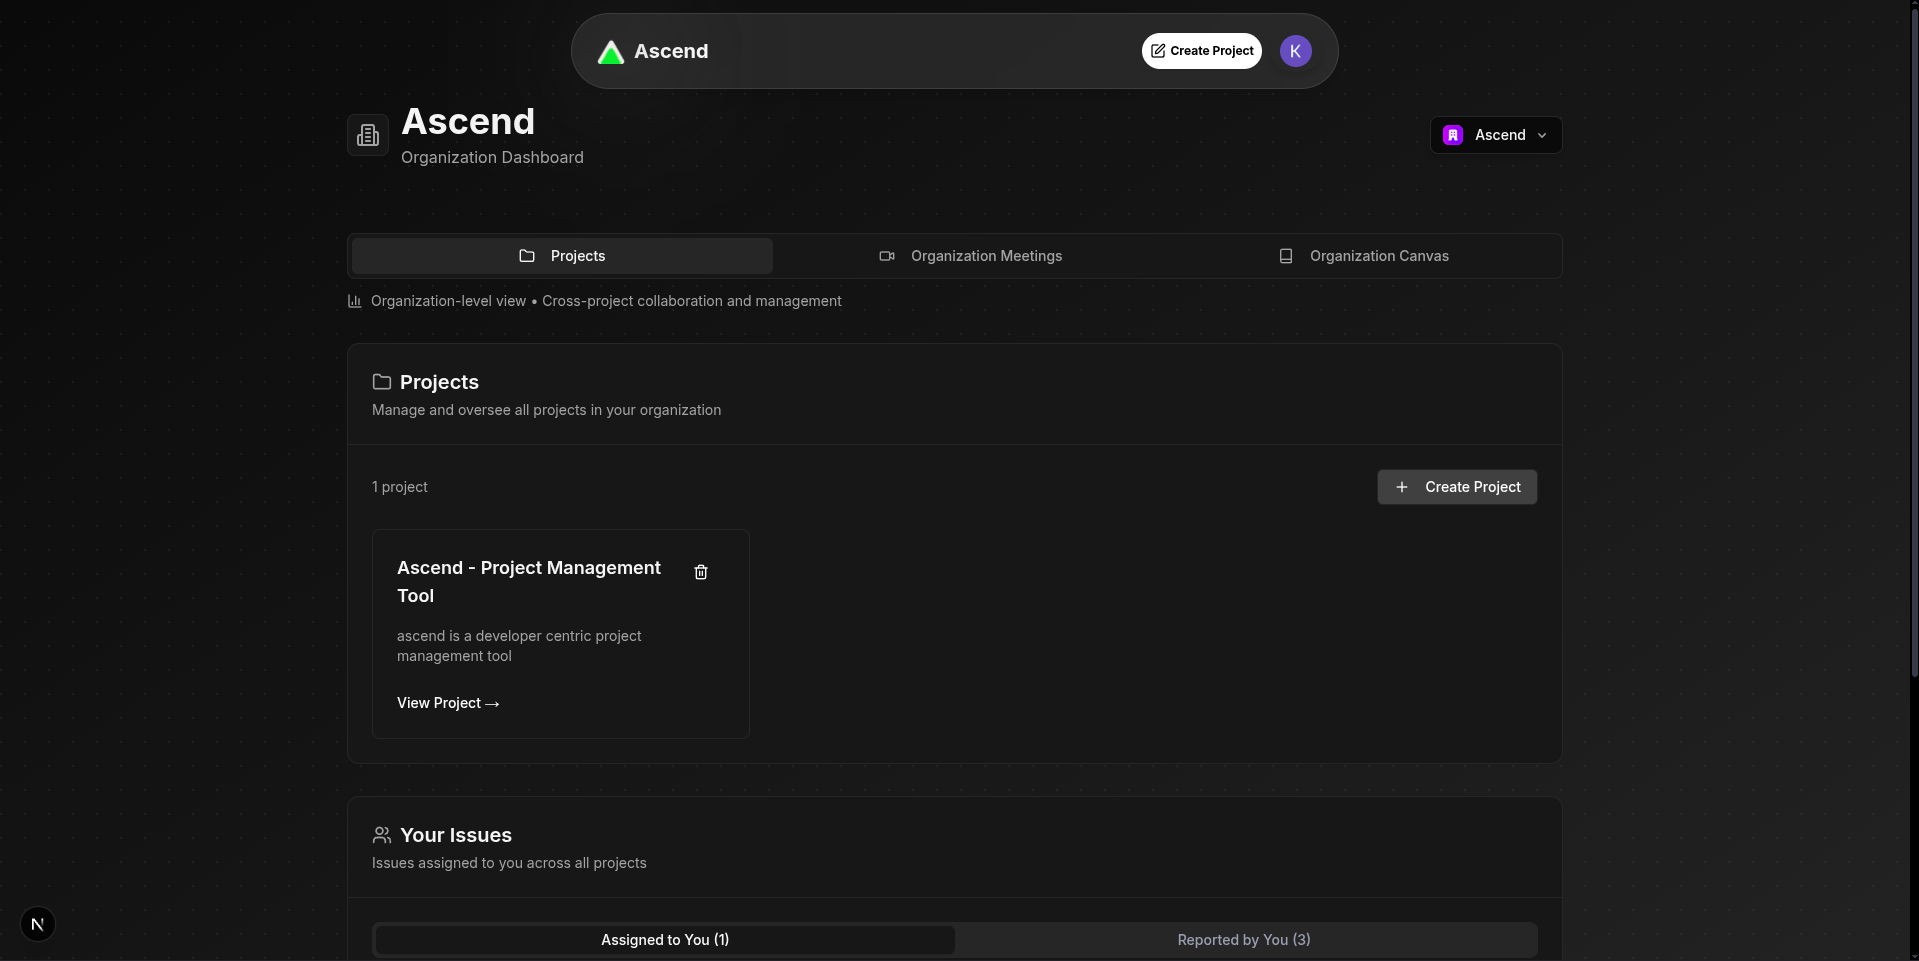 Ascend
Create Project
K
Ascend
Organization Dashboard
Ascend
Projects
Organization Meetings
Organization Canvas
Organization-level view • Cross-project collaboration and management
Projects
Manage and oversee all projects in your organization
1 project
Create Project
Ascend - Project Management
Tool
ascend is a developer centric project
management tool
View Project →
Your Issues
Issues assigned to you across all projects
N
Assigned to You (1)
Reported by You (3)